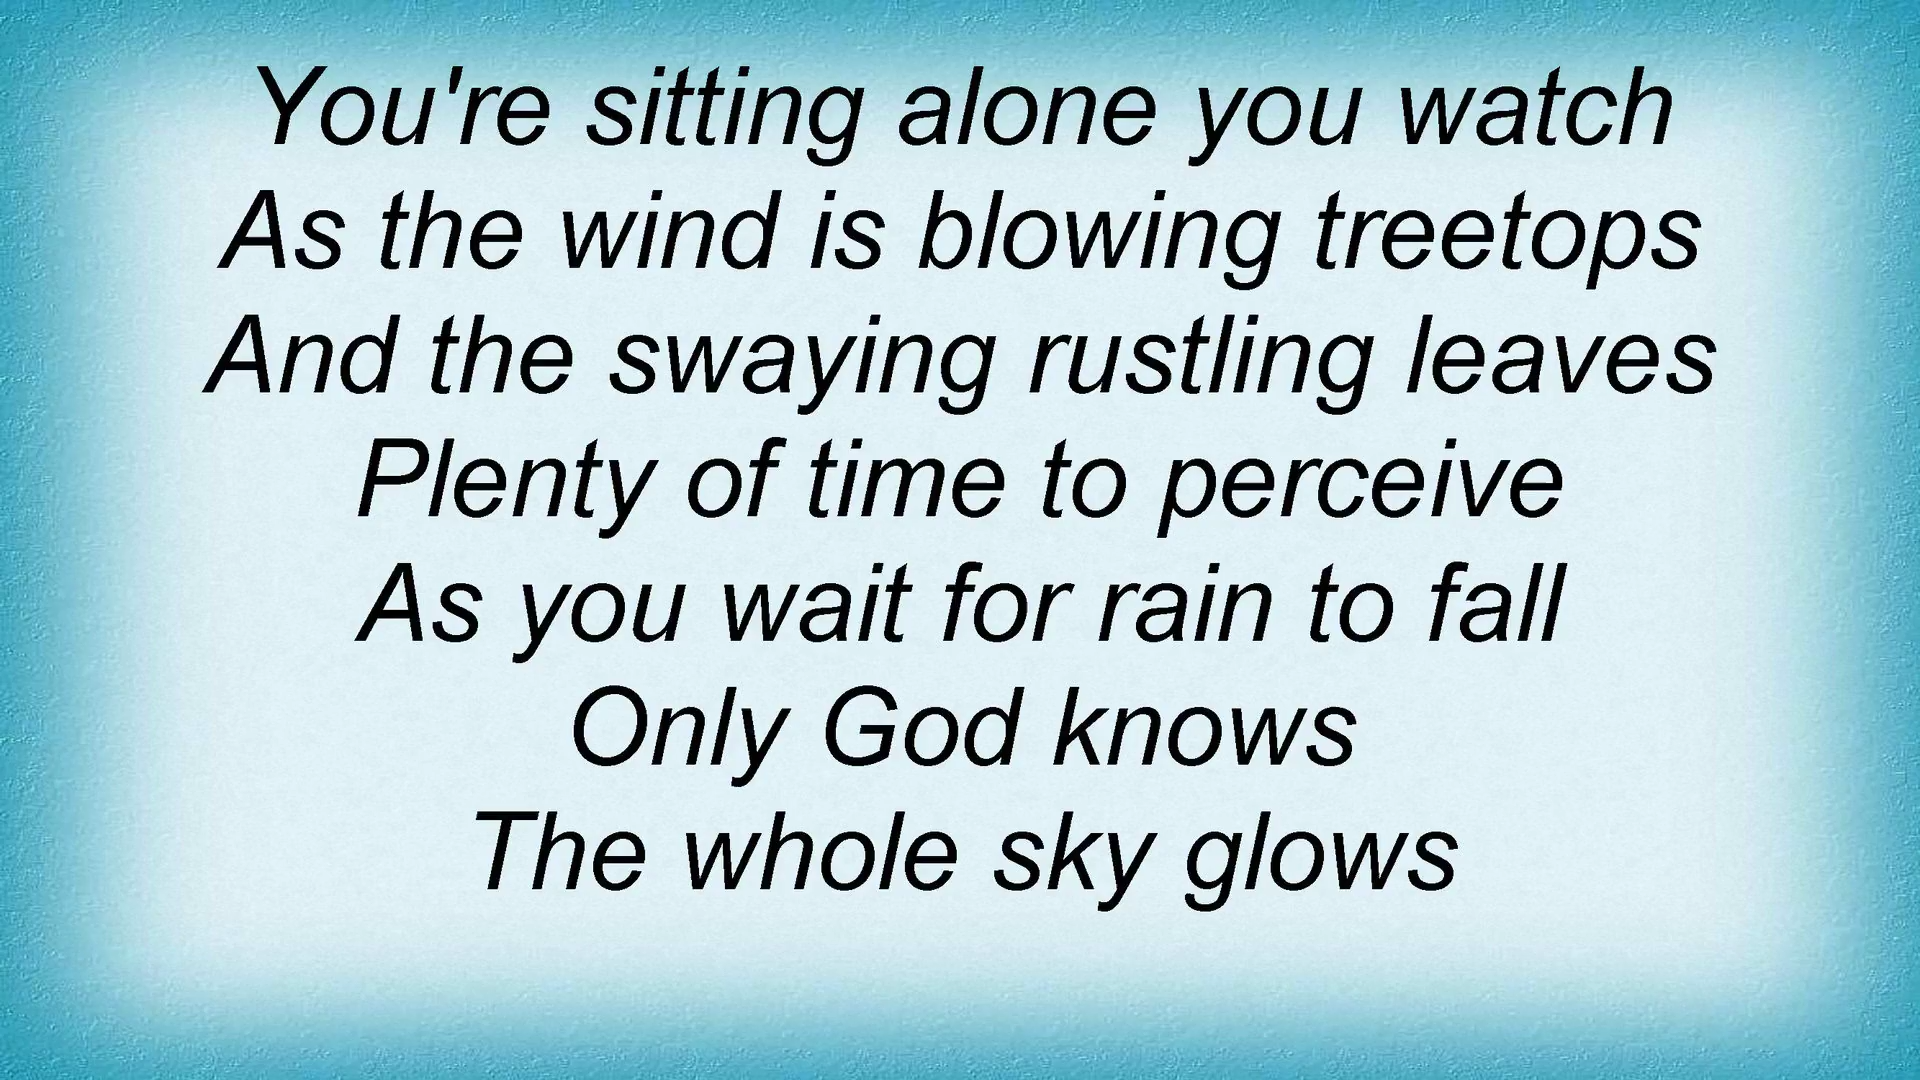 You're sitting alone you watch
As the wind is blowing treetops
And the swaying rustling leaves
Plenty of time to perceive
As you wait for rain to fall
Only God knows
The whole sky glows